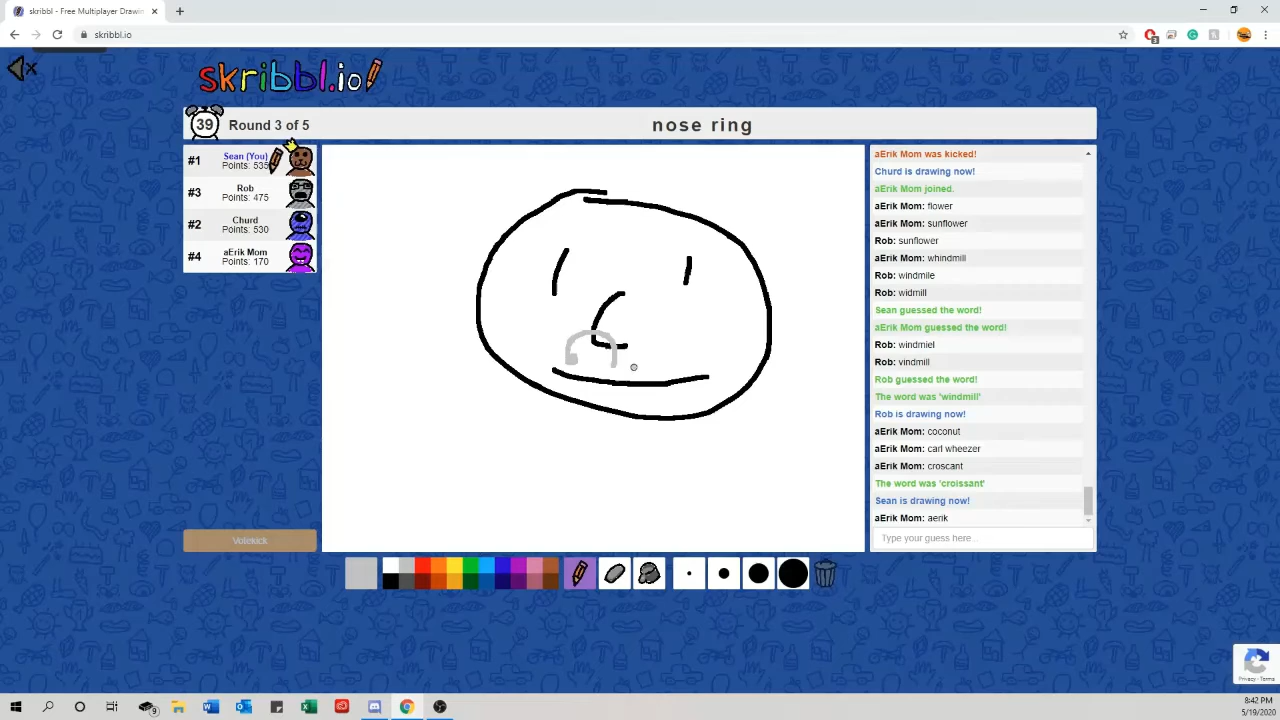 skribbl - Free Multiplayer Drawin
skribbl.io
3
skribbl.io!
39
Round 3 of 5
nose ring
#1
Sean (You)
Points: 535
#3
Rob
Points: 475
#2
Churd
Points: 530
#4
aErik Mom
Points: 170
Votekick
aErik Mom was kicked!
Churd is drawing now!
aErik Mom joined.
aErik Mom: flower
aErik Mom: sunflower
Rob: sunflower
aErik Mom: whindmill
Rob: windmile
Rob: widmill
Sean guessed the word!
aErik Mom guessed the word!
Rob: windmiel
Rob: vindmill
Rob guessed the word!
The word was 'windmill'
Rob is drawing now!
aErik Mom: coconut
aErik Mom: carl wheezer
aErik Mom: croscant
The word was 'croissant'
Sean is drawing now!
aErik Mom: aerik
Type your guess here...
Privacy - Terms
9
8:42 PM
5/19/2020